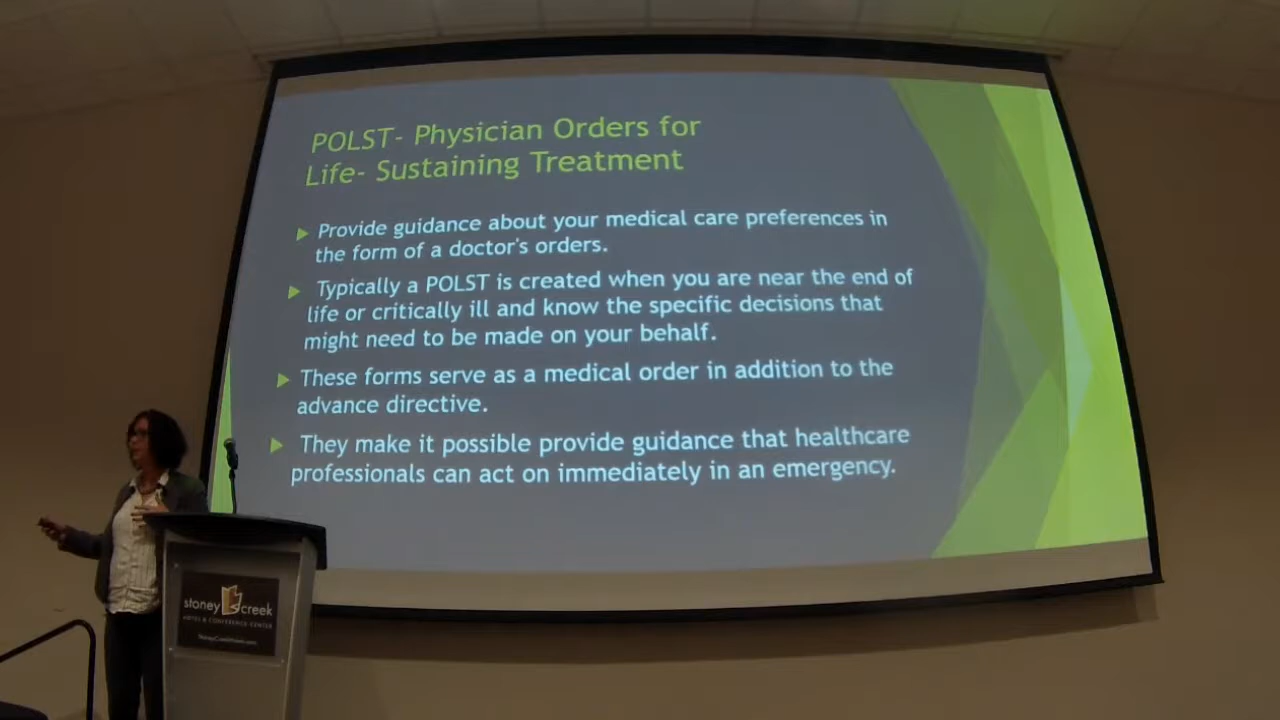 POLST- Physician Orders for
Life- Sustaining Treatment
Provide guidance about your medical care preferences in
the form of a doctor's orders.
Typically a POLST is created when you are near the end of
life or critically ill and know the specific decisions that
might need to be made on your behalf.
These forms serve as a medical order in addition to the
advance directive.
They make it possible provide guidance that healthcare
professionals can act on immediately in an emergency.
stoney creek
HOTEL & CONFERENCE CENTER